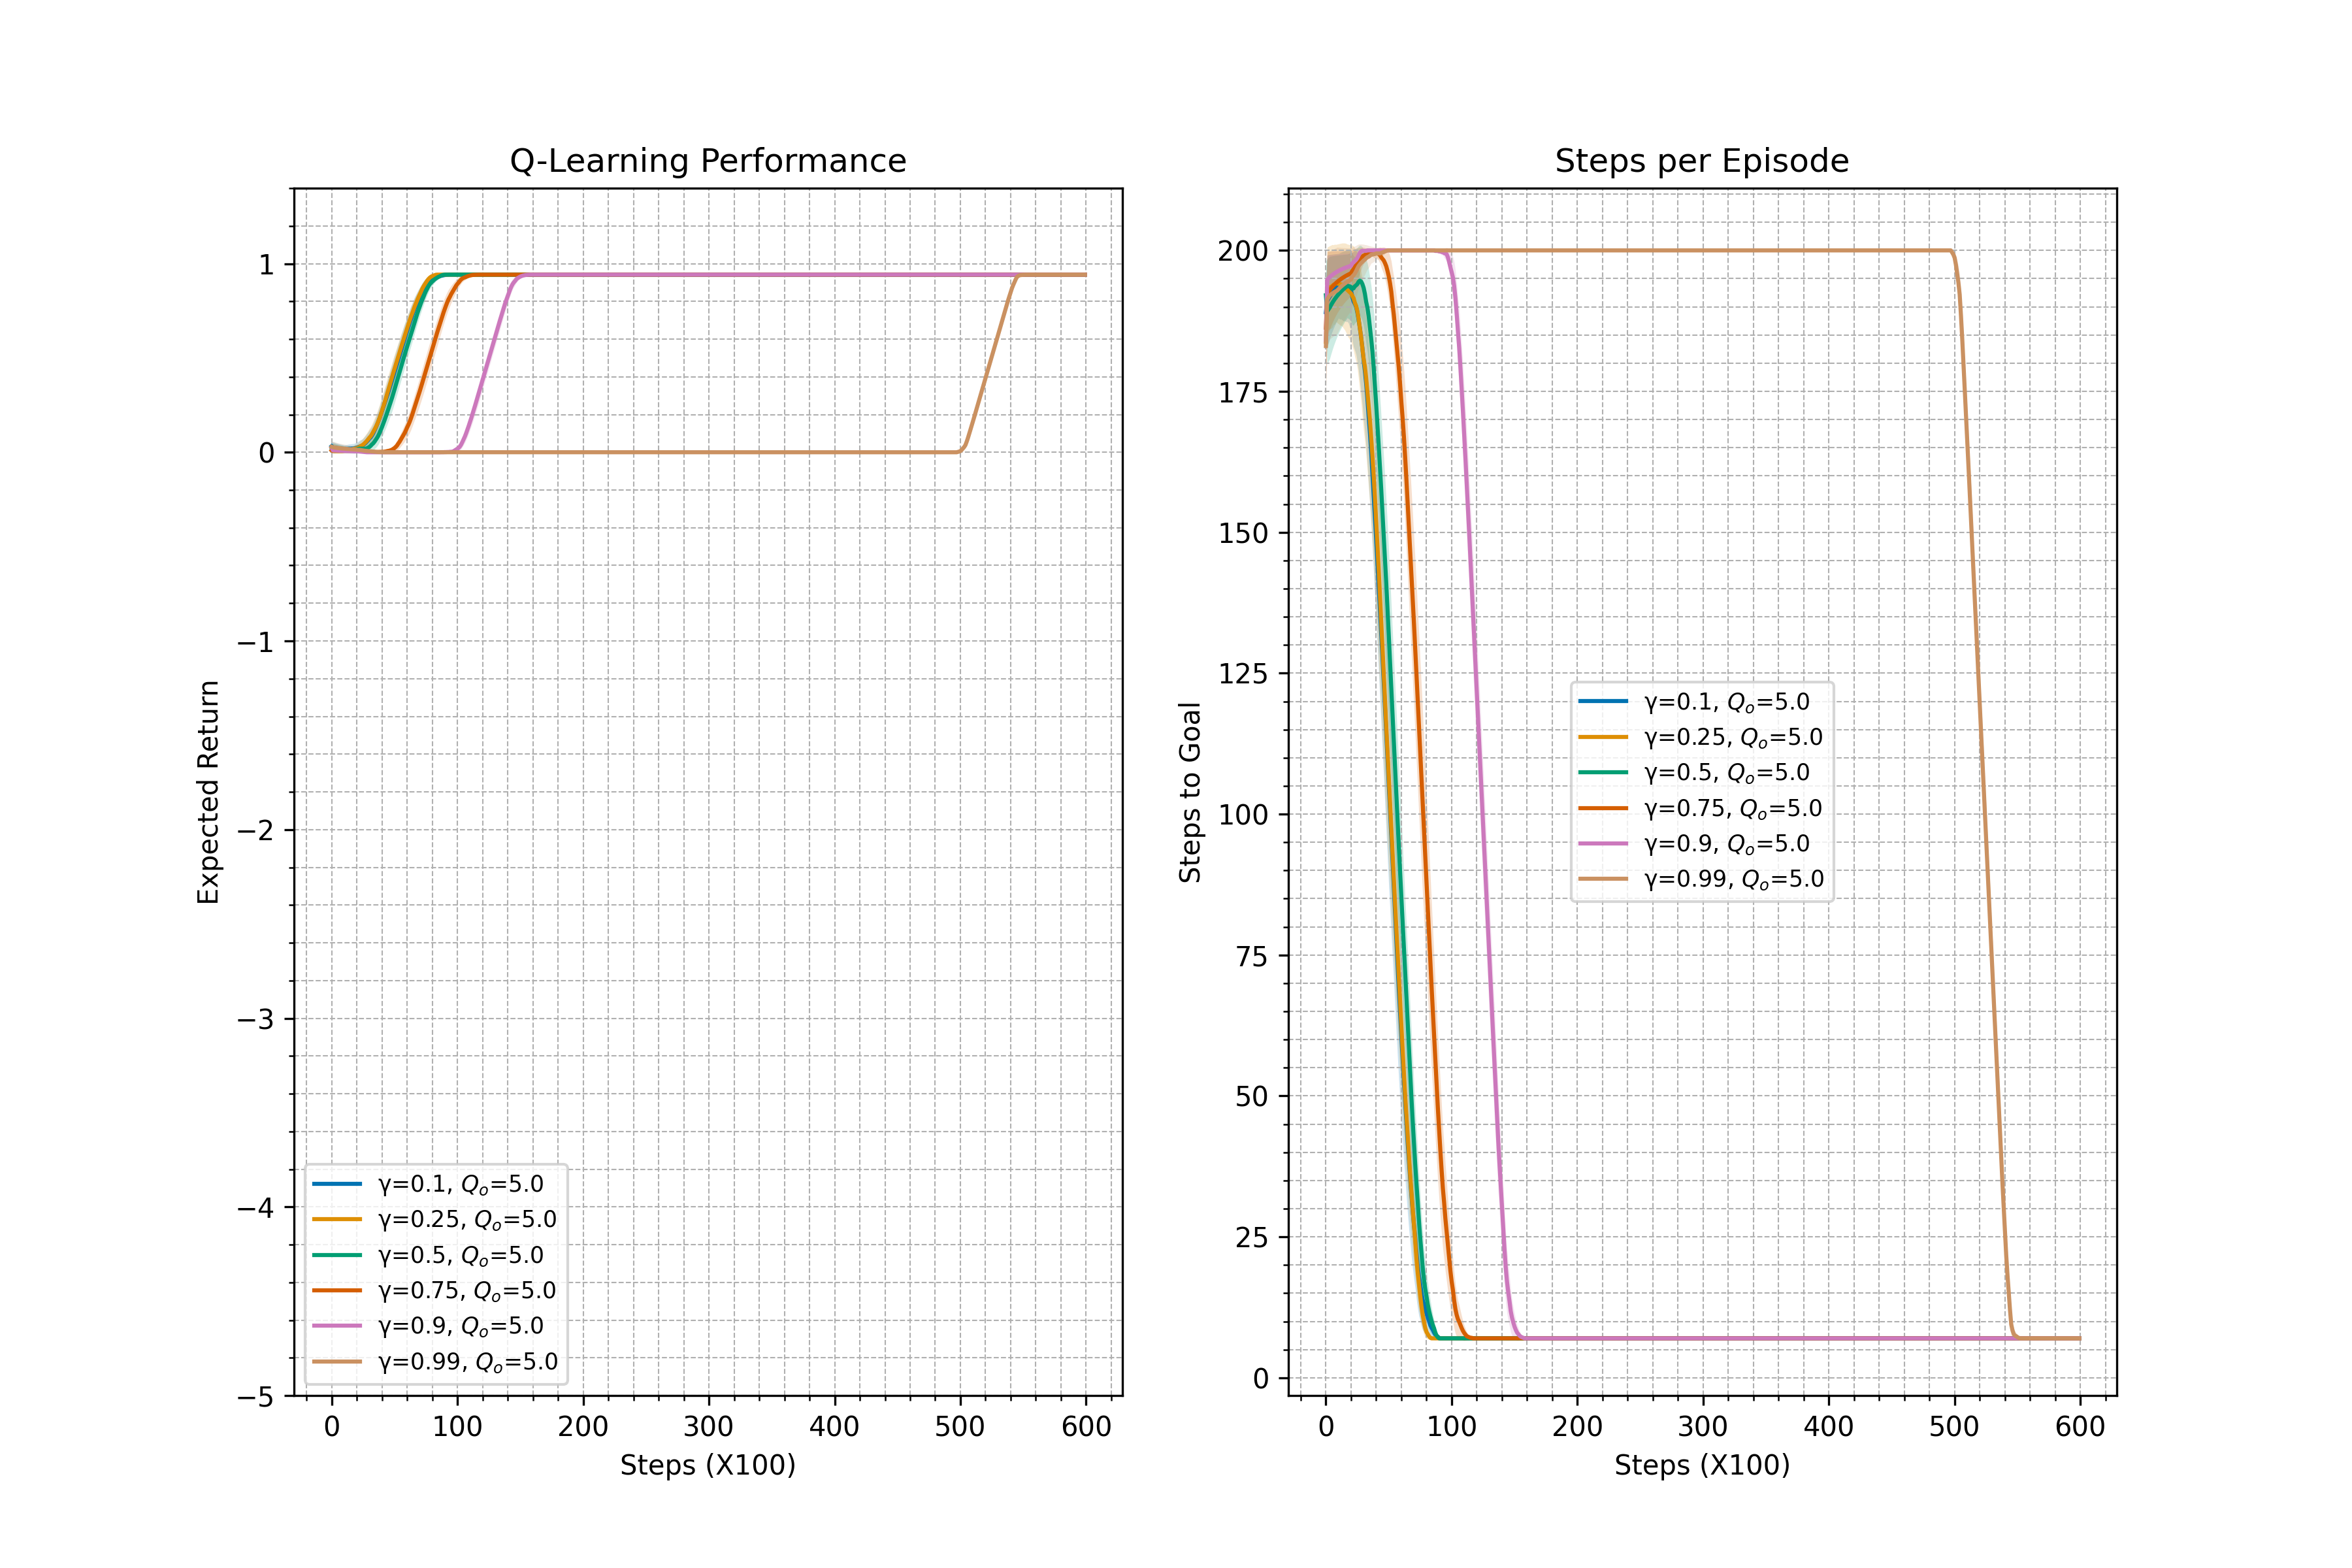 Q-Learning Performance
1
0
−1
−2
−3
−4
−5
Expected Return
γ=0.1, Qo=5.0
γ=0.25, Qo=5.0
γ=0.5, Qo=5.0
γ=0.75, Qo=5.0
γ=0.9, Qo=5.0
γ=0.99, Qo=5.0
0 100 200 300 400 500 600
Steps (X100)
Steps per Episode
200
175
150
125
100
75
50
25
0
Steps to Goal
γ=0.1, Qo=5.0
γ=0.25, Qo=5.0
γ=0.5, Qo=5.0
γ=0.75, Qo=5.0
γ=0.9, Qo=5.0
γ=0.99, Qo=5.0
0 100 200 300 400 500 600
Steps (X100)